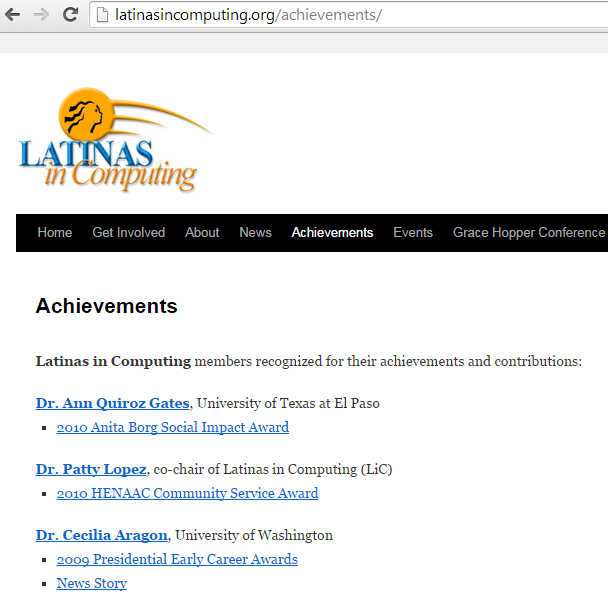 latinasincomputing.org/achievements/
LATINAS
in Computing
Home Get Involved About News Achievements Events Grace Hopper Conference
Achievements
Latinas in Computing members recognized for their achievements and contributions:
Dr. Ann Quiroz Gates, University of Texas at El Paso
2010 Anita Borg Social Impact Award
Dr. Patty Lopez, co-chair of Latinas in Computing (LiC)
2010 HENAAC Community Service Award
Dr. Cecilia Aragon, University of Washington
2009 Presidential Early Career Awards
News Story